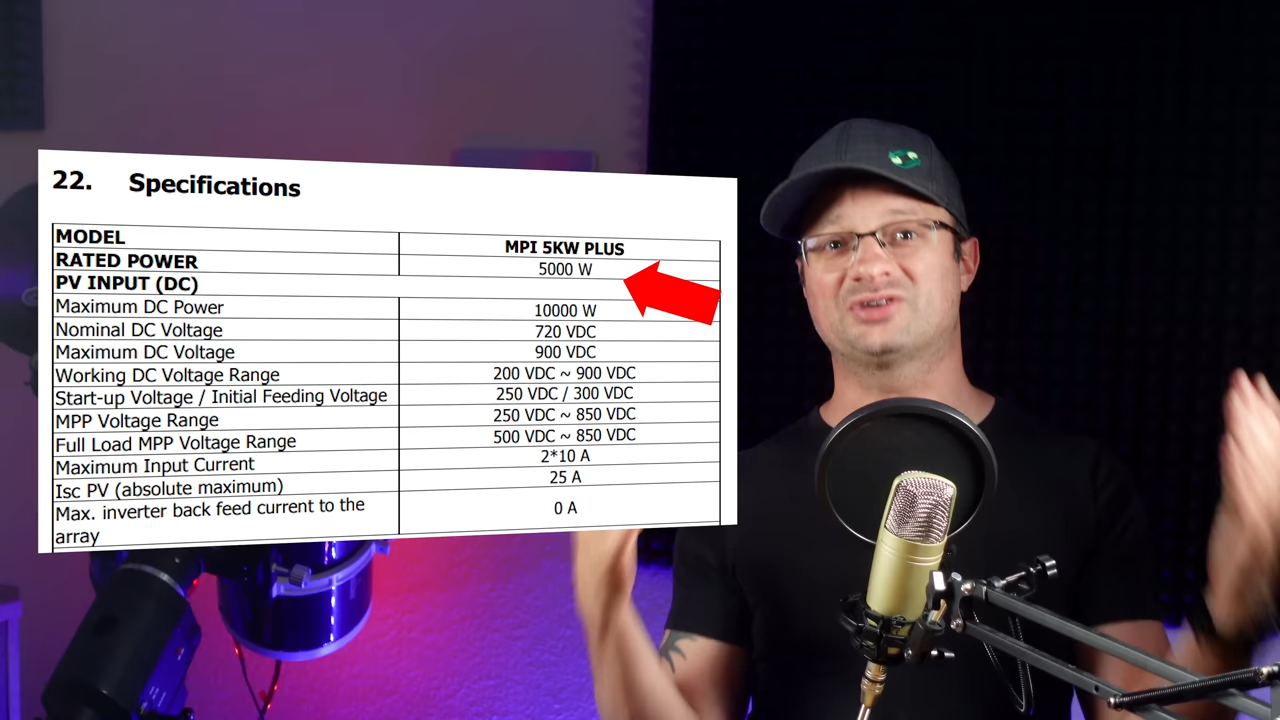 22. Specifications
MODEL MPI 5KW PLUS
RATED POWER 5000 W
PV INPUT (DC)
Maximum DC Power 10000 W
Nominal DC Voltage 720 VDC
Maximum DC Voltage 900 VDC
Working DC Voltage Range 200 VDC ~ 900 VDC
Start-up Voltage / Initial Feeding Voltage 250 VDC / 300 VDC
MPP Voltage Range 250 VDC ~ 850 VDC
Full Load MPP Voltage Range 500 VDC ~ 850 VDC
Maximum Input Current 2*10 A
Isc PV (absolute maximum) 25 A
Max. inverter back feed current to the 0 A
array